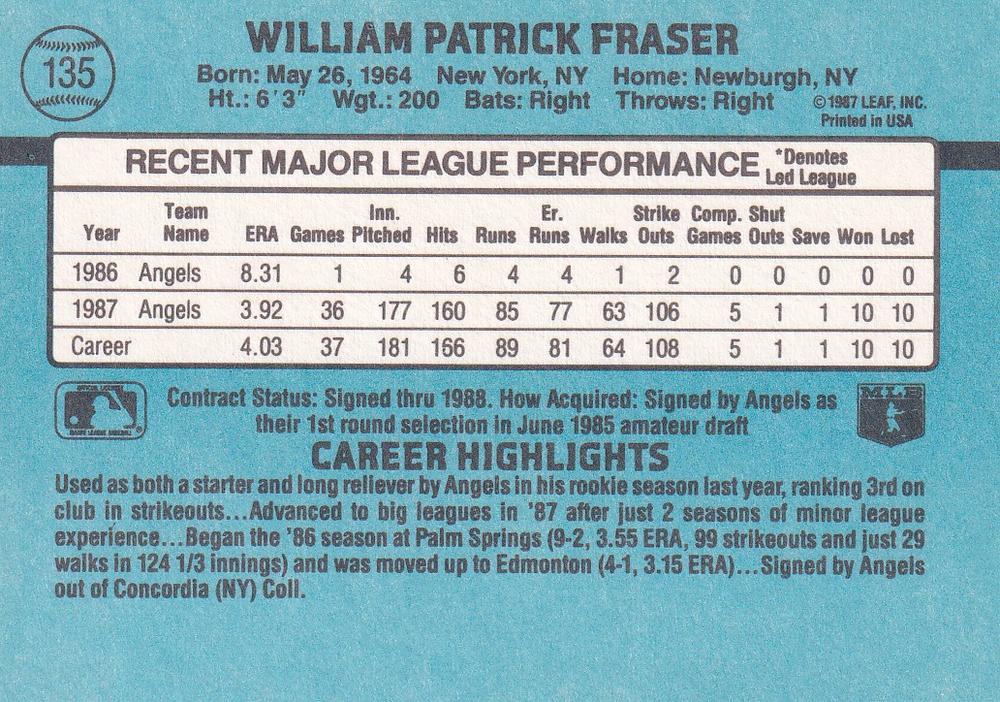 WILLIAM PATRICK FRASER
135
Born: May 26, 1964 New York, NY Home: Newburgh, NY
Ht.: 6'3" Wgt.: 200 Bats: Right Throws: Right ©1987 LEAF, INC.
Printed in USA
RECENT MAJOR LEAGUE PERFORMANCE *Denotes Led League
Year Team Name ERA Games Inn. Pitched Hits Runs Er. Runs Walks Strike Outs Comp. Games Shut Outs Save Won Lost
1986 Angels 8.31 1 4 6 4 4 1 2 0 0 0 0 0
1987 Angels 3.92 36 177 160 85 77 63 106 5 1 1 10 10
Career 4.03 37 181 166 89 81 64 108 5 1 1 10 10
Contract Status: Signed thru 1988. How Acquired: Signed by Angels as
their 1st round selection in June 1985 amateur draft
MLB
CAREER HIGHLIGHTS
Used as both a starter and long reliever by Angels in his rookie season last year, ranking 3rd on
club in strikeouts...Advanced to big leagues in '87 after just 2 seasons of minor league
experience...Began the '86 season at Palm Springs (9-2, 3.55 ERA, 99 strikeouts and just 29
walks in 124 1/3 innings) and was moved up to Edmonton (4-1, 3.15 ERA)...Signed by Angels
out of Concordia (NY) Coll.